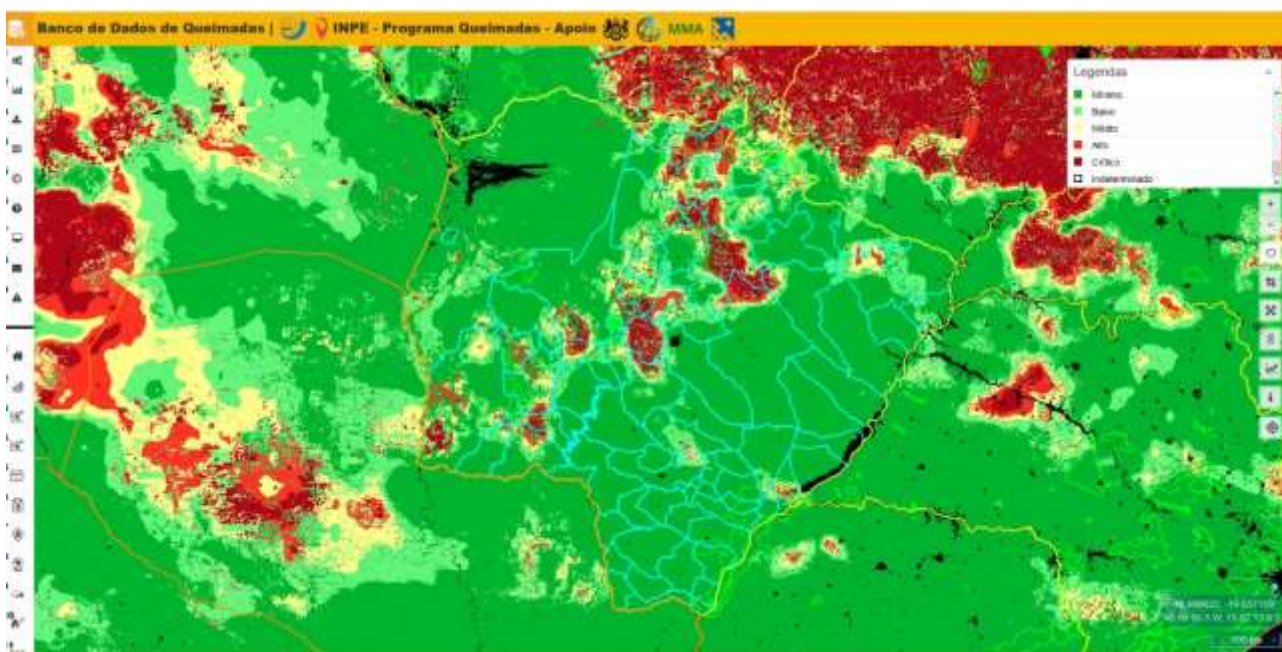 Banco de Dados de Queimadas | INPE - Programa Queimadas - Apoio MMA
Legendas
Mínimo
Baixo
Médio
Alto
Crítico
Indeterminado